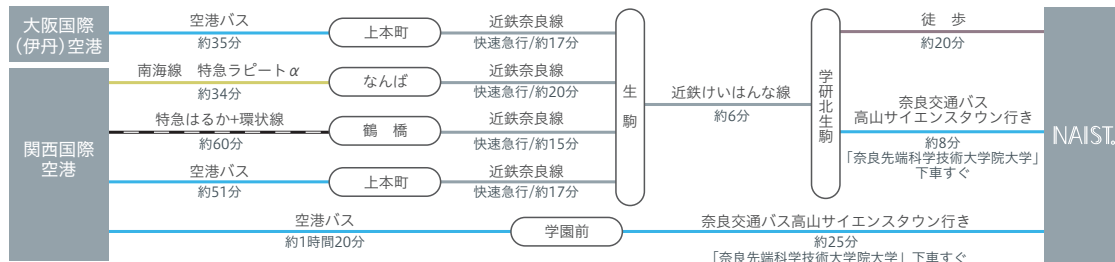 大阪国際
(伊丹)空港
空港バス
約35分
上本町
近鉄奈良線
快速急行/約17分
関西国際
空港
南海線 特急ラピートα
約34分
なんば
近鉄奈良線
快速急行/約20分
特急はるか+環状線
約60分
鶴 橋
近鉄奈良線
快速急行/約15分
空港バス
約51分
上本町
近鉄奈良線
快速急行/約17分
生駒
近鉄けいはんな線
約6分
学研北生駒
徒 歩
約20分
奈良交通バス
高山サイエンスタウン行き
約8分
「奈良先端科学技術大学院大学」
下車すぐ
空港バス
約1時間20分
学園前
奈良交通バス高山サイエンスタウン行き
約25分
「奈良先端科学技術大学院大学」下車すぐ
NAIST®